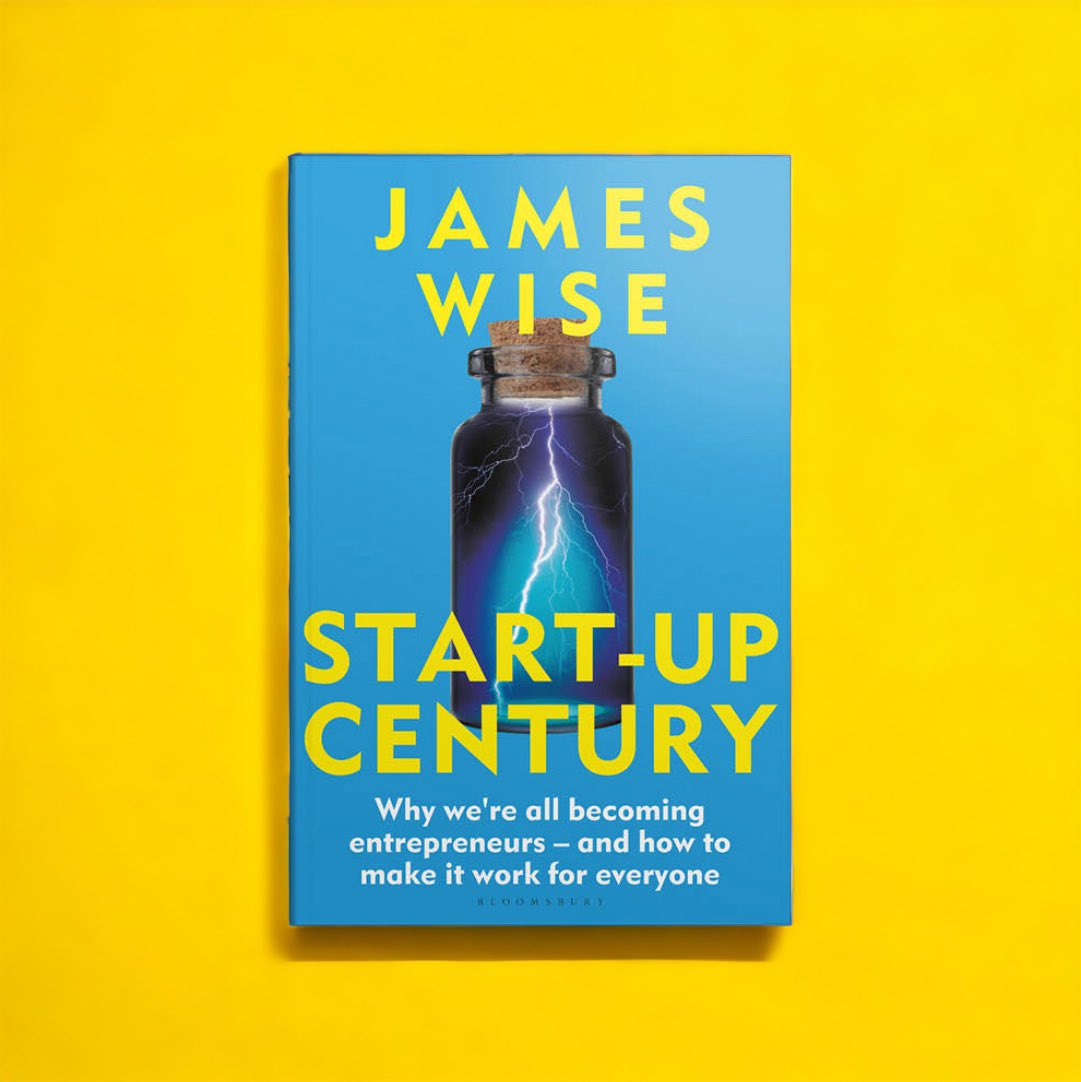 JAMES
WISE
START-UP
CENTURY
Why we're all becoming
entrepreneurs – and how to
make it work for everyone
BLOOMSBURY